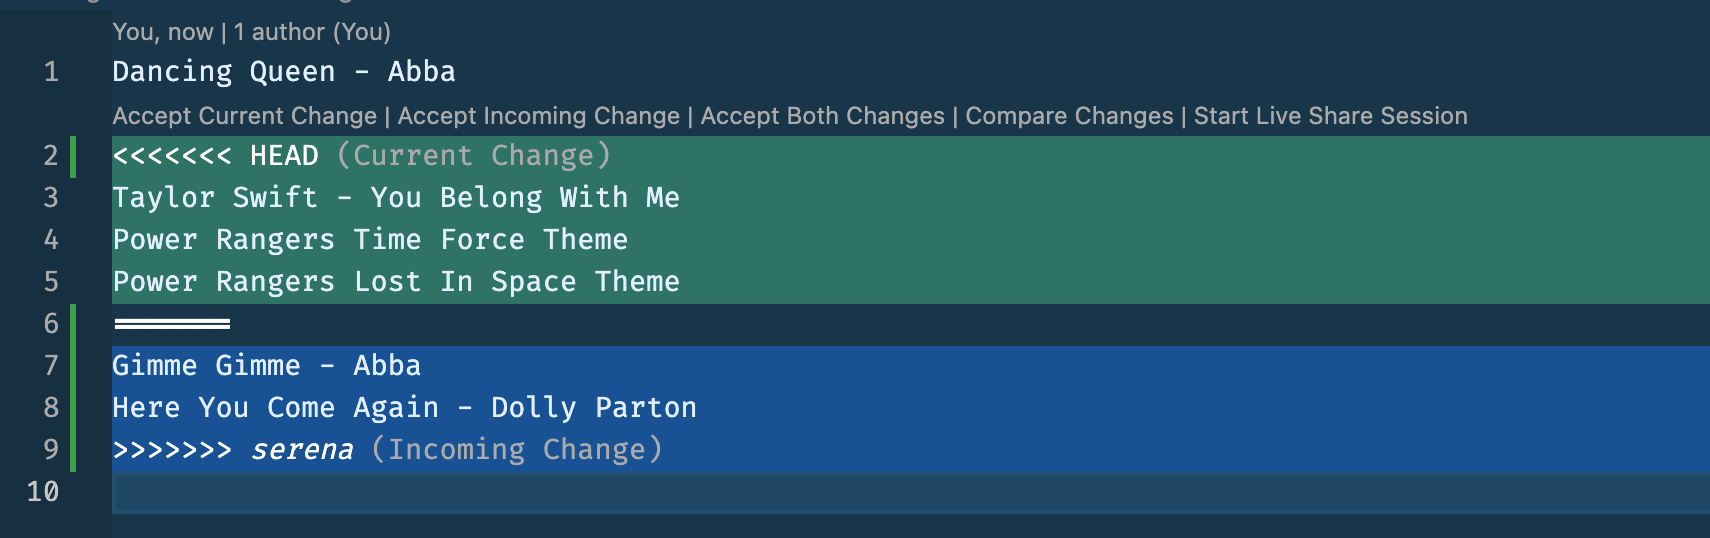 You, now | 1 author (You)
1 Dancing Queen - Abba
Accept Current Change | Accept Incoming Change | Accept Both Changes | Compare Changes | Start Live Share Session
2 <<<<<<< HEAD (Current Change)
3 Taylor Swift - You Belong With Me
4 Power Rangers Time Force Theme
5 Power Rangers Lost In Space Theme
6 =======
7 Gimme Gimme - Abba
8 Here You Come Again - Dolly Parton
9 >>>>>>> serena (Incoming Change)
10